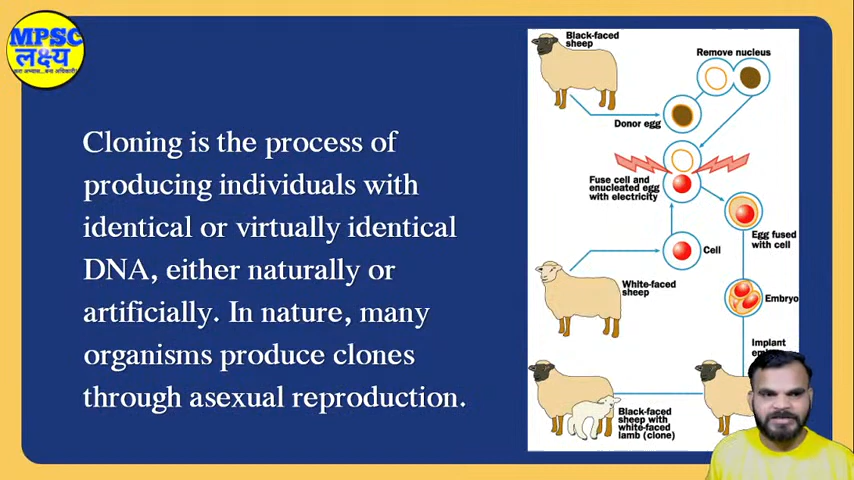 MPSC
लक्ष्य
Cloning is the process of
producing individuals with
identical or virtually identical
DNA, either naturally or
artificially. In nature, many
organisms produce clones
through asexual reproduction.
Black-faced
sheep
Remove nucleus
Donor egg
Fuse cell and
enucleated egg
with electricity
Egg fused
with cell
Cell
White-faced
sheep
Embryo
Implant
Black-faced
sheep with
white-faced
lamb (clone)